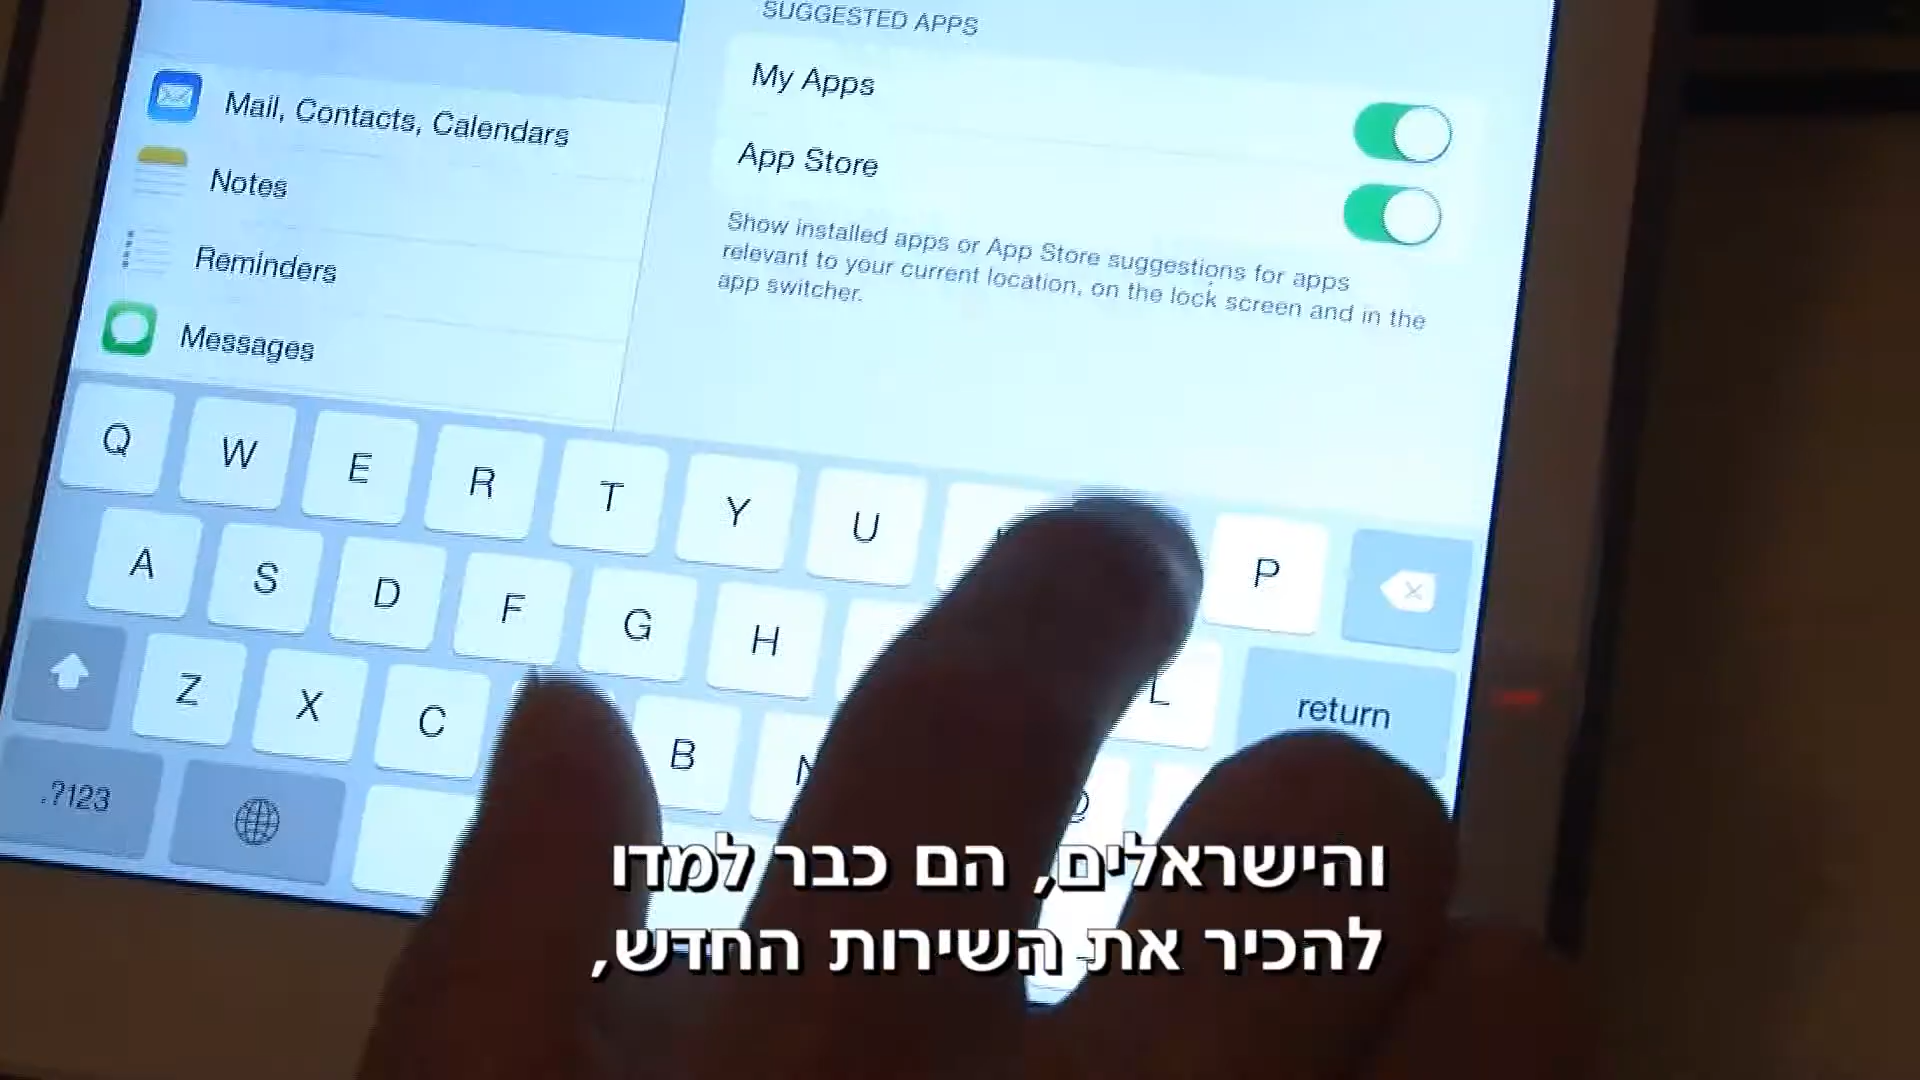 SUGGESTED APPS
My Apps
App Store
Show installed apps or App Store suggestions for apps
relevant to your current location, on the lock screen and in the
app switcher.
Mail, Contacts, Calendars
Notes
Reminders
Messages
Q W E R T Y U P
A S D F G H L return
Z X C B N
.?123
והישראלים, הם כבר למדו
להכיר את השירות החדש,